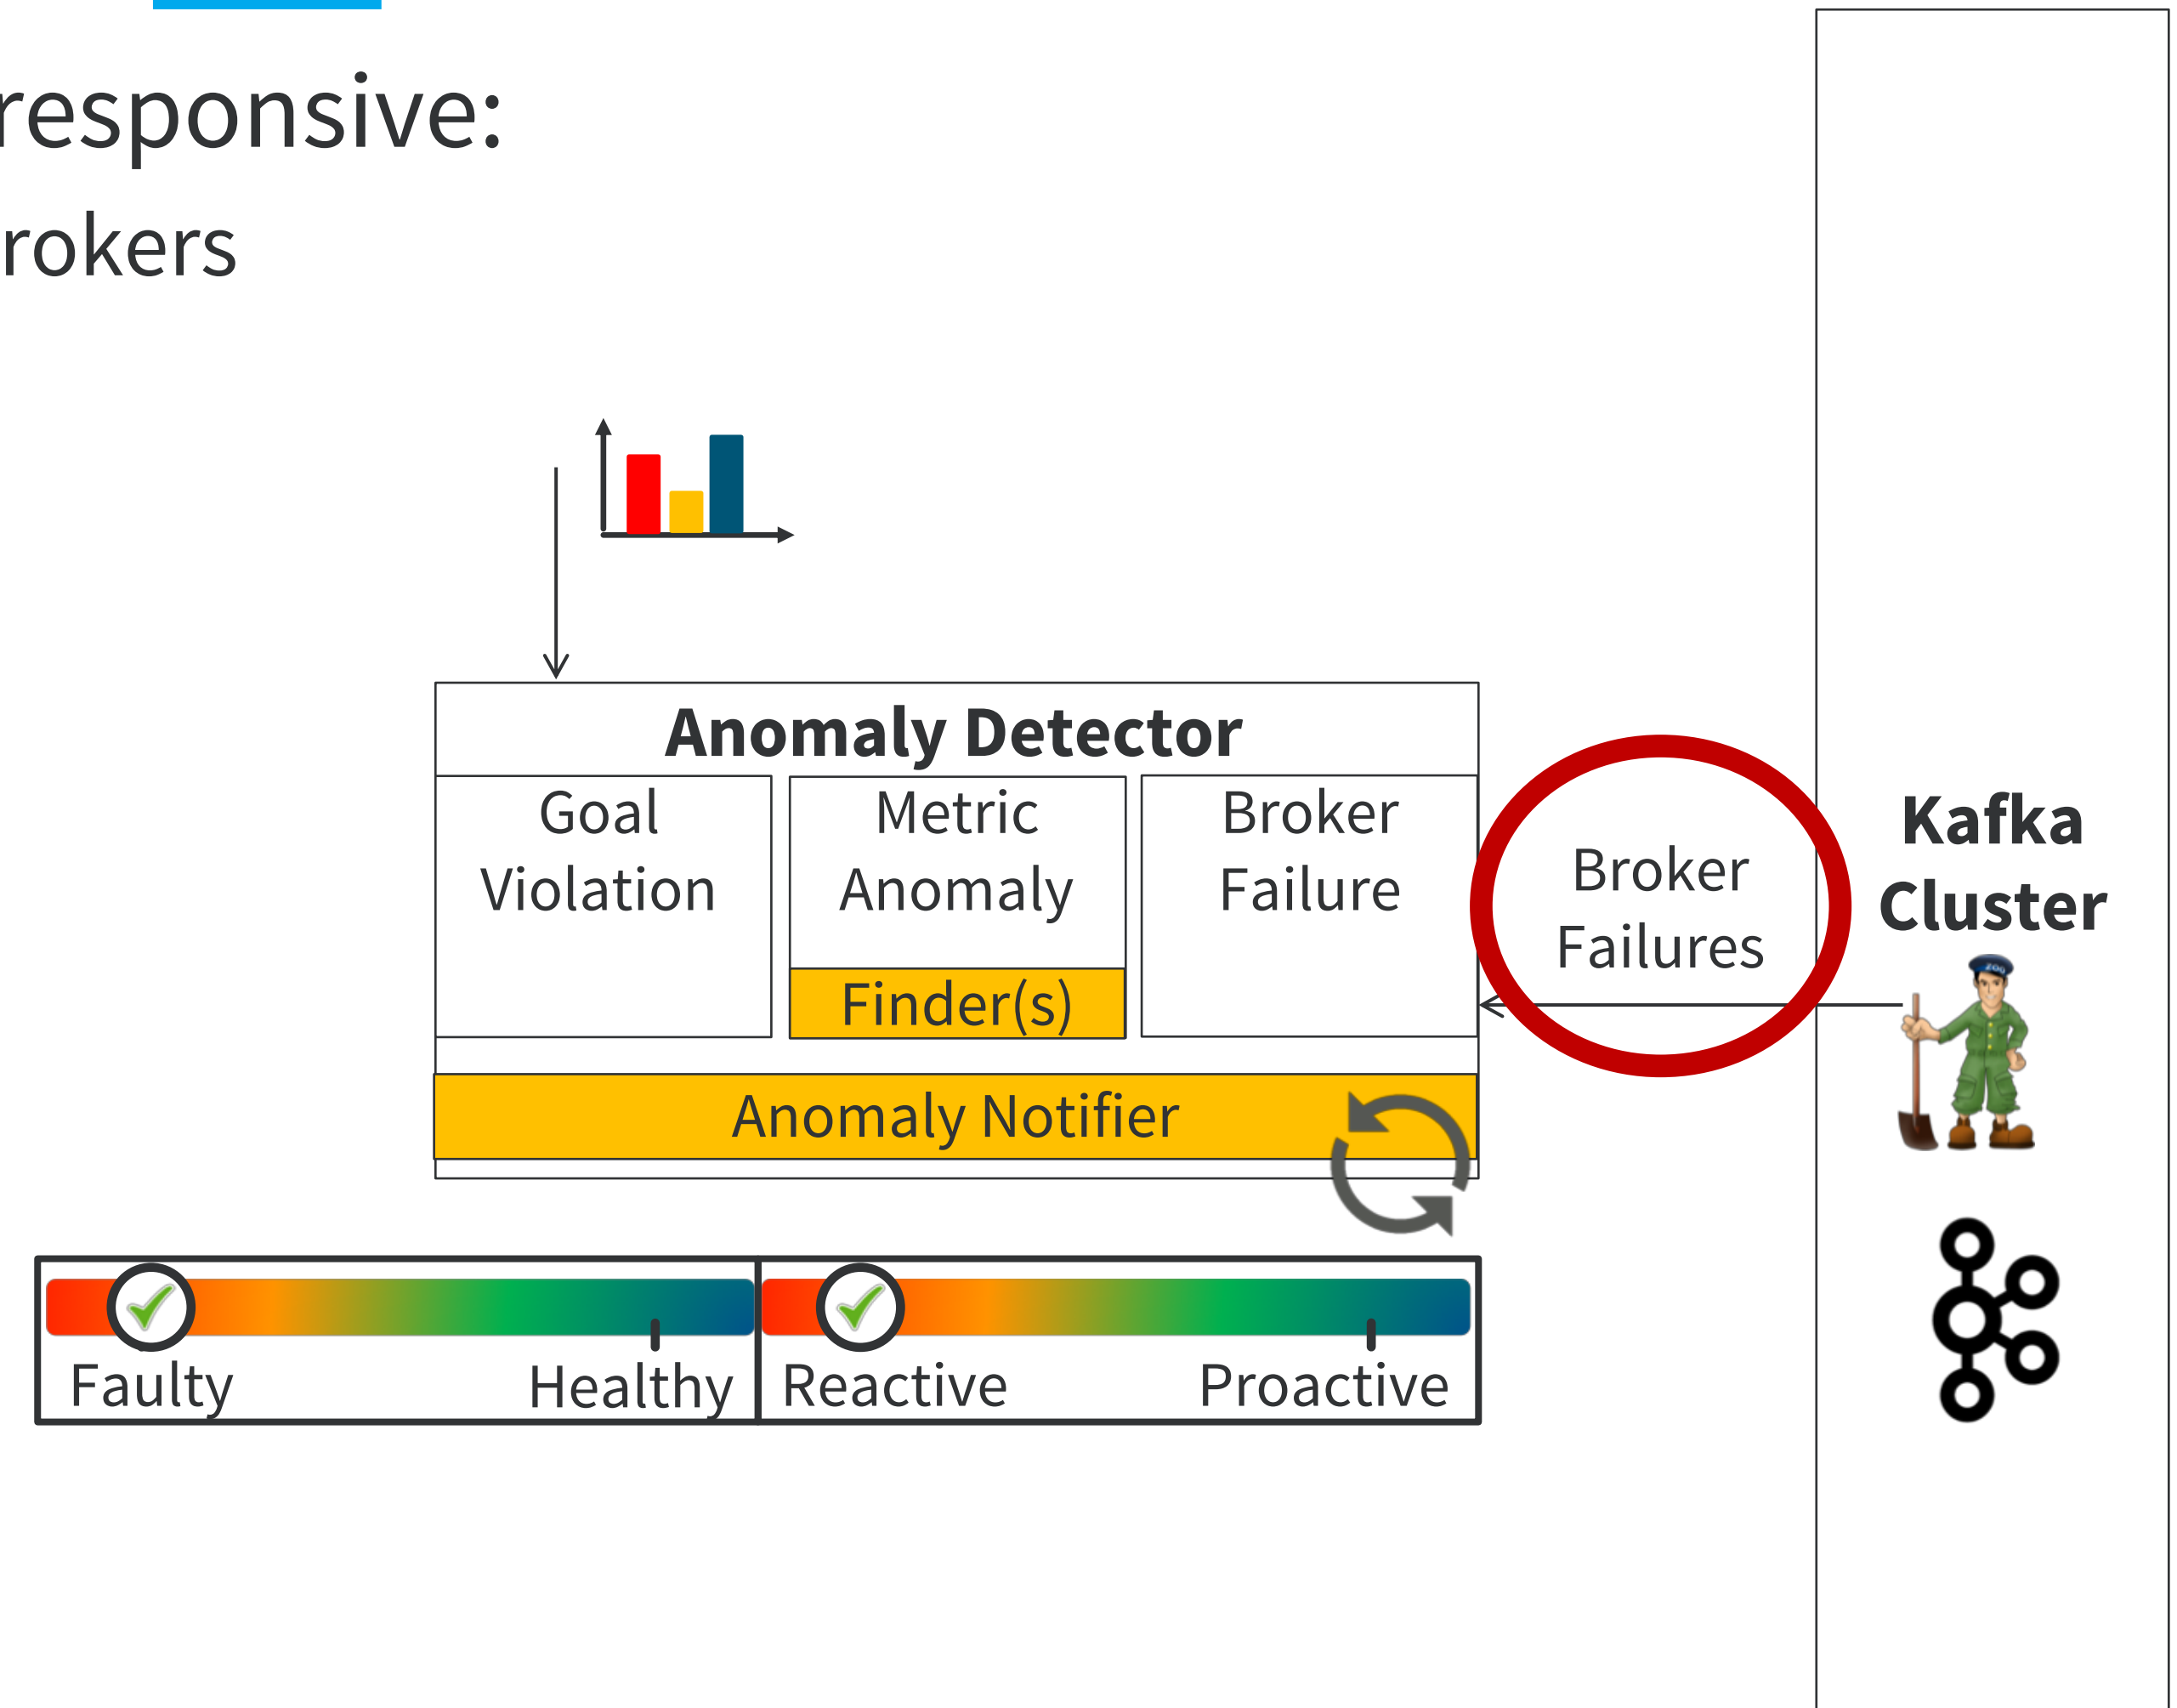 responsive:
rokers
Anomaly Detector
Goal
Violation
Metric
Anomaly
Finder(s)
Broker
Failure
Anomaly Notifier
Broker
Failures
Kafka
Cluster
ZOO
Faulty
Healthy
Reactive
Proactive